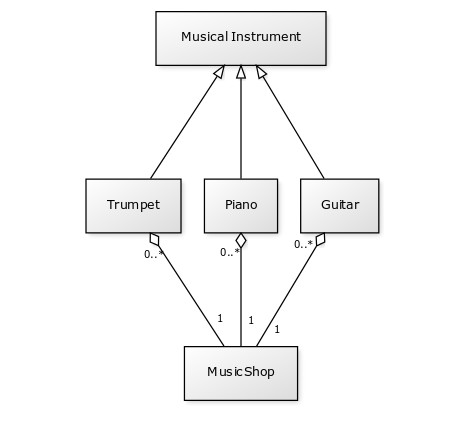 Musical Instrument
Trumpet
Piano
Guitar
0..*
0..*
0..*
1
1
1
MusicShop